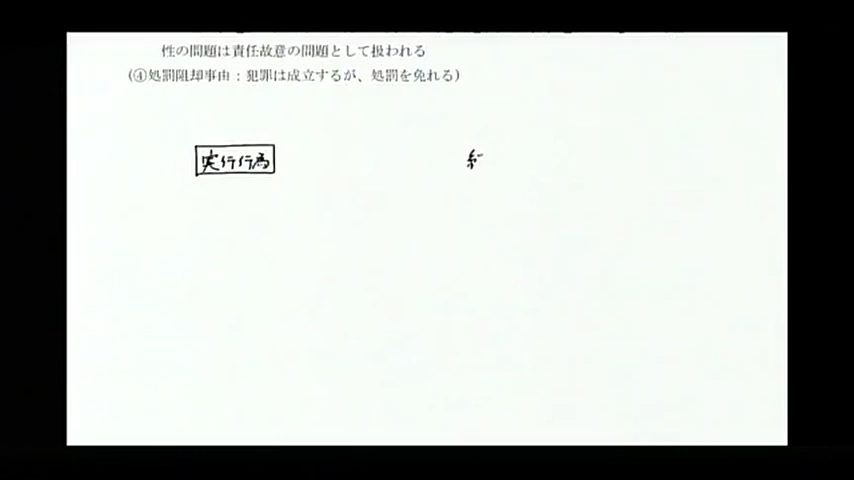 性の問題は責任故意の問題として扱われる
(④処罰阻却事由：犯罪は成立するが、処罰を免れる)
実行行為